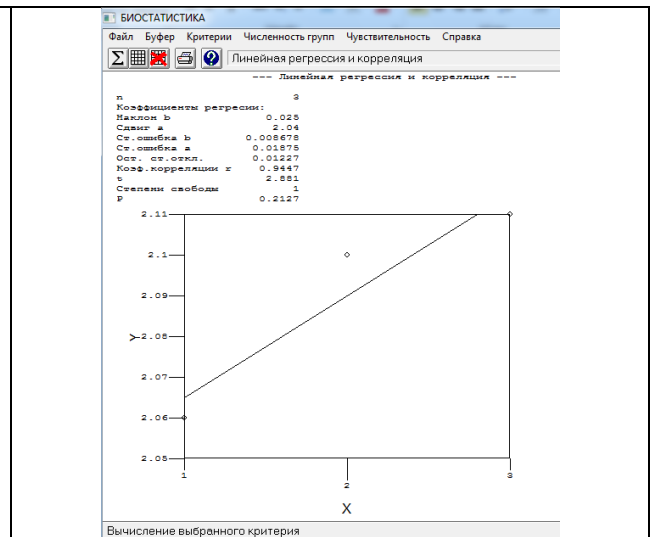 БИОСТАТИСТИКА
Файл Буфер Критерии Численность групп Чувствительность Справка
Линейная регрессия и корреляция
--- Линейная регрессия и корреляция ---
n 3
Коэффициенты регресии:
Наклон b 0.025
Сдвиг a 2.04
Ст.ошибка b 0.008678
Ст.ошибка a 0.01875
Ост. ст.откл. 0.01227
Коэф.корреляции r 0.9447
t 2.881
Степени свободы 1
P 0.2127
2.11
2.1
2.09
Y 2.08
2.07
2.06
2.05
1 2 3
X
Вычисление выбранного критерия